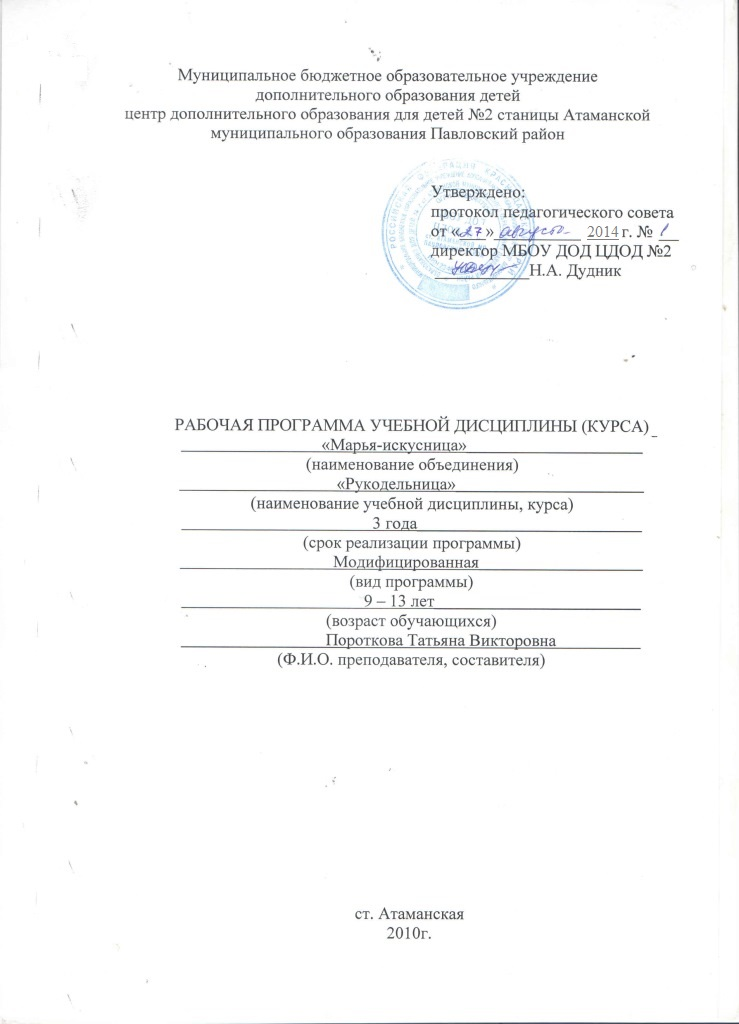 Муниципальное бюджетное образовательное учреждение
дополнительного образования детей
центр дополнительного образования для детей №2 станицы Атаманской
муниципального образования Павловский район
Утверждено:
протокол педагогического совета
от «27» августа 2014 г. № 1
директор МБОУ ДОД ЦДОД №2
Н.А. Дудник
РАБОЧАЯ ПРОГРАММА УЧЕБНОЙ ДИСЦИПЛИНЫ (КУРСА)
«Марья-искусница»
(наименование объединения)
«Рукодельница»
(наименование учебной дисциплины, курса)
3 года
(срок реализации программы)
Модифицированная
(вид программы)
9 – 13 лет
(возраст обучающихся)
Пороткова Татьяна Викторовна
(Ф.И.О. преподавателя, составителя)
ст. Атаманская
2010г.